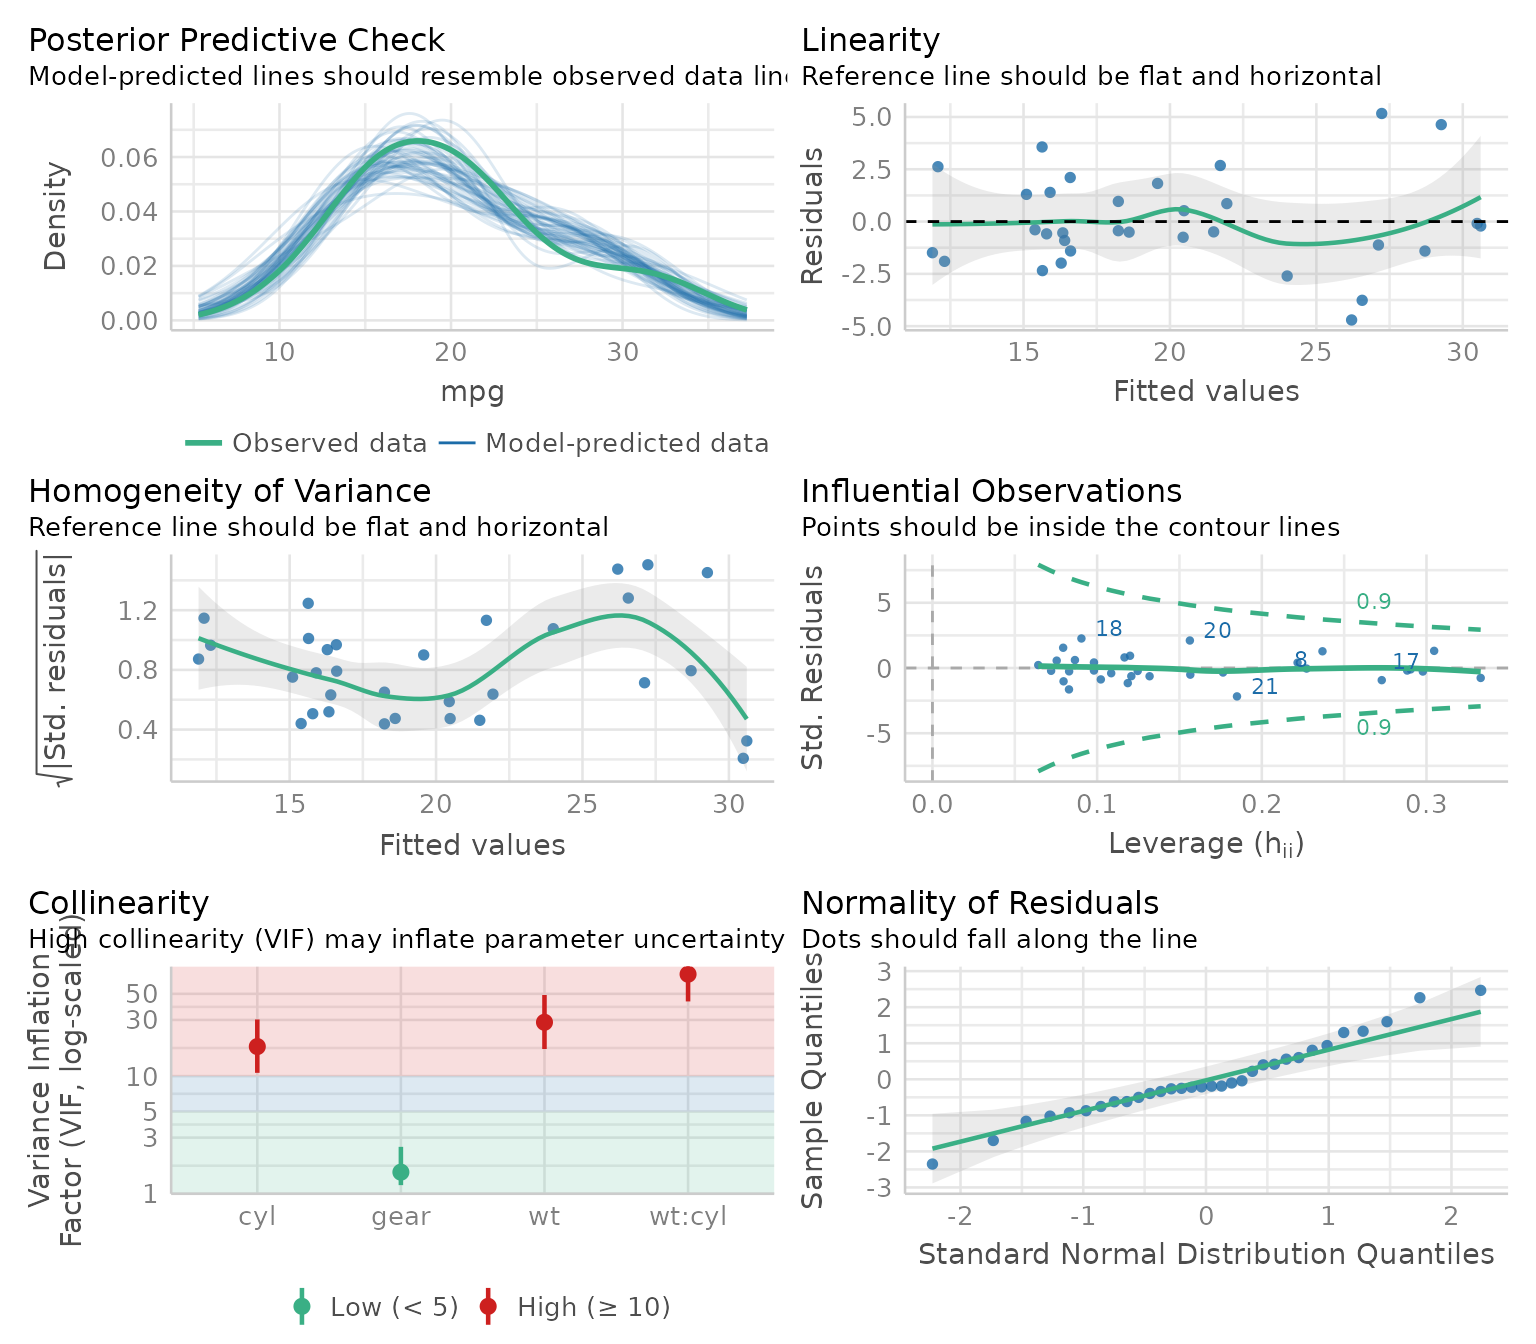 Posterior Predictive Check
Model-predicted lines should resemble observed data lin
Density
0.06
0.04
0.02
0.00
10
20
30
mpg
Observed data
Model-predicted data
Linearity
Reference line should be flat and horizontal
Residuals
5.0
2.5
0.0
-2.5
-5.0
15
20
25
30
Fitted values
Homogeneity of Variance
Reference line should be flat and horizontal
√|Std. residuals|
1.2
0.8
0.4
15
20
25
30
Fitted values
Influential Observations
Points should be inside the contour lines
Std. Residuals
5
0
-5
0.9
18
20
8
17
21
0.9
0.0
0.1
0.2
0.3
Leverage (hii)
Collinearity
High collinearity (VIF) may inflate parameter uncertainty
Variance Inflation
Factor (VIF, log-scaled)
50
30
10
5
3
1
cyl
gear
wt
wt:cyl
Low (< 5)
High (≥ 10)
Normality of Residuals
Dots should fall along the line
Sample Quantiles
3
2
1
0
-1
-2
-3
-2
-1
0
1
2
Standard Normal Distribution Quantiles